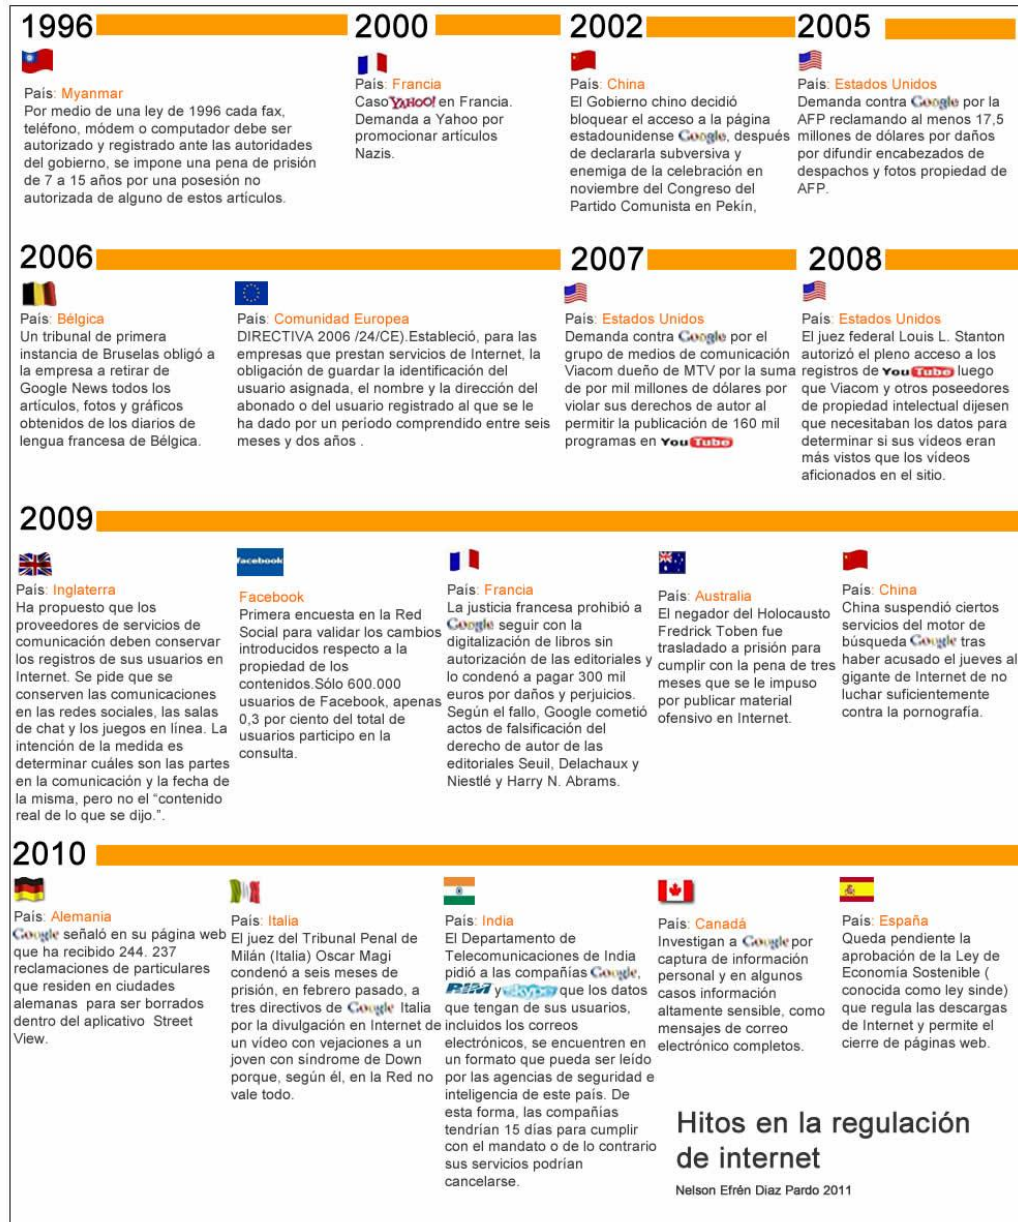 1996
País: Myanmar
Por medio de una ley de 1996 cada fax,
teléfono, módem o computador debe ser
autorizado y registrado ante las autoridades
del gobierno, se impone una pena de prisión
de 7 a 15 años por una posesión no
autorizada de alguno de estos artículos.
2000
País: Francia
Caso YAHOO! en Francia.
Demanda a Yahoo por
promocionar artículos
Nazis.
2002
País: China
El Gobierno chino decidió
bloquear el acceso a la página
estadounidense Google, después
de declararla subversiva y
enemiga de la celebración en
noviembre del Congreso del
Partido Comunista en Pekín,
2005
País: Estados Unidos
Demanda contra Google por la
AFP reclamando al menos 17,5
millones de dólares por daños
por difundir encabezados de
despachos y fotos propiedad de
AFP.
2006
País: Bélgica
Un tribunal de primera
instancia de Bruselas obligó a
la empresa a retirar de
Google News todos los
artículos, fotos y gráficos
obtenidos de los diarios de
lengua francesa de Bélgica.
País: Comunidad Europea
DIRECTIVA 2006 /24/CE).Estableció, para las
empresas que prestan servicios de Internet, la
obligación de guardar la identificación del
usuario asignada, el nombre y la dirección del
abonado o del usuario registrado al que se le
ha dado por un período comprendido entre seis
meses y dos años .
2007
País: Estados Unidos
Demanda contra Google por el
grupo de medios de comunicación
Viacom dueño de MTV por la suma
de por mil millones de dólares por
violar sus derechos de autor al
permitir la publicación de 160 mil
programas en YouTube
2008
País: Estados Unidos
El juez federal Louis L. Stanton
autorizó el pleno acceso a los
registros de YouTube luego
que Viacom y otros poseedores
de propiedad intelectual dijesen
que necesitaban los datos para
determinar si sus vídeos eran
más vistos que los vídeos
aficionados en el sitio.
2009
País: Inglaterra
Ha propuesto que los
proveedores de servicios de
comunicación deben conservar
los registros de sus usuarios en
Internet. Se pide que se
conserven las comunicaciones
en las redes sociales, las salas
de chat y los juegos en línea. La
intención de la medida es
determinar cuáles son las partes
en la comunicación y la fecha de
la misma, pero no el “contenido
real de lo que se dijo.”.
facebook
Facebook
Primera encuesta en la Red
Social para validar los cambios
introducidos respecto a la
propiedad de los
contenidos.Sólo 600.000
usuarios de Facebook, apenas
0,3 por ciento del total de
usuarios participo en la
consulta.
País: Francia
La justicia francesa prohibió a
Google seguir con la
digitalización de libros sin
autorización de las editoriales y
lo condenó a pagar 300 mil
euros por daños y perjuicios.
Según el fallo, Google cometió
actos de falsificación del
derecho de autor de las
editoriales Seuil, Delachaux y
Niestlé y Harry N. Abrams.
País: Australia
El negador del Holocausto
Fredrick Toben fue
trasladado a prisión para
cumplir con la pena de tres
meses que se le impuso
por publicar material
ofensivo en Internet.
País: China
China suspendió ciertos
servicios del motor de
búsqueda Google tras
haber acusado el jueves al
gigante de Internet de no
luchar suficientemente
contra la pornografía.
2010
País: Alemania
Google señaló en su página web
que ha recibido 244. 237
reclamaciones de particulares
que residen en ciudades
alemanas para ser borrados
dentro del aplicativo Street
View.
País: Italia
El juez del Tribunal Penal de
Milán (Italia) Oscar Magi
condenó a seis meses de
prisión, en febrero pasado, a
tres directivos de Google Italia
por la divulgación en Internet de
un vídeo con vejaciones a un
joven con síndrome de Down
porque, según él, en la Red no
vale todo.
País: India
El Departamento de
Telecomunicaciones de India
pidió a las compañías Google,
RIM y skype que los datos
que tengan de sus usuarios,
incluidos los correos
electrónicos, se encuentren en
un formato que pueda ser leído
por las agencias de seguridad e
inteligencia de este país. De
esta forma, las compañías
tendrían 15 días para cumplir
con el mandato o de lo contrario
sus servicios podrían
cancelarse.
País: Canadá
Investigan a Google por
captura de información
personal y en algunos
casos información
altamente sensible, como
mensajes de correo
electrónico completos.
País: España
Queda pendiente la
aprobación de la Ley de
Economía Sostenible (
conocida como ley sinde)
que regula las descargas
de Internet y permite el
cierre de páginas web.
Hitos en la regulación
de internet
Nelson Efrén Diaz Pardo 2011